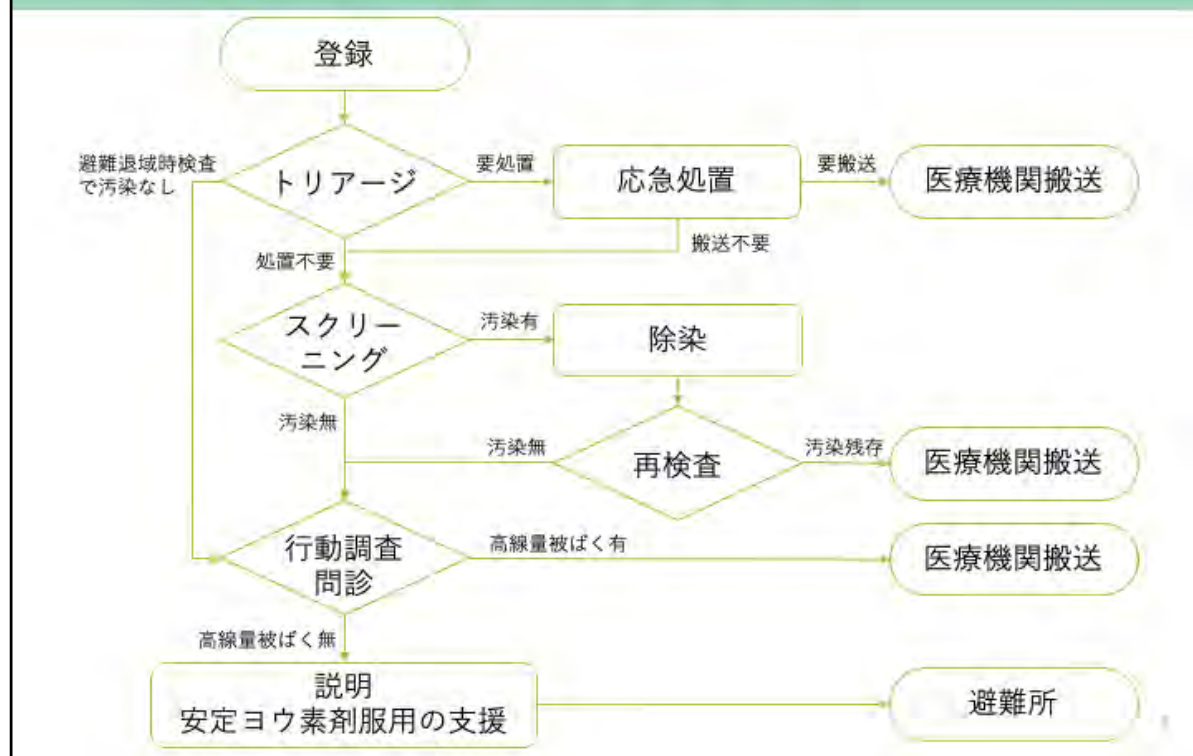 登録
避難退域時検査
で汚染なし
トリアージ
要処置
応急処置
要搬送
医療機関搬送
処置不要
搬送不要
スクリー
ニング
汚染有
除染
汚染無
汚染無
再検査
汚染残存
医療機関搬送
行動調査
問診
高線量被ばく有
医療機関搬送
高線量被ばく無
説明
安定ヨウ素剤服用の支援
避難所